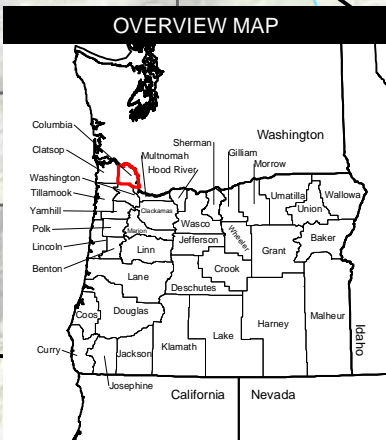 OVERVIEW MAP
Columbia
Clatsop
Washington
Tillamook
Yamhill
Polk
Lincoln
Benton
Multnomah
Hood River
Sherman
Gilliam
Morrow
Washington
Umatilla
Wallowa
Union
Clackamas
Marion
Wasco
Wheeler
Jefferson
Baker
Linn
Grant
Crook
Lane
Deschutes
Coos
Douglas
Malheur
Harney
Lake
Klamath
Curry
Jackson
Josephine
Idaho
California
Nevada